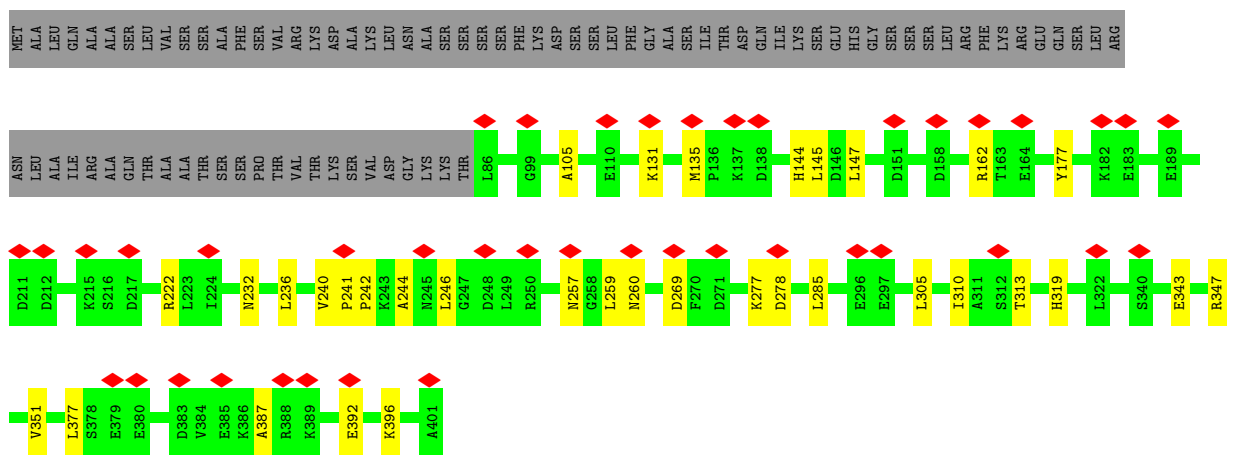 MET ALA LEU GLN ALA ALA SER LEU VAL SER SER ALA PHE SER VAL ARG LYS ASP ALA LYS LEU ASN ALA SER SER SER SER PHE LYS ASP SER SER LEU PHE GLY ALA SER ILE THR ASP GLN ILE LYS SER GLU HIS GLY SER SER SER LEU ARG PHE LYS ARG GLU GLN SER LEU ARG
ASN LEU ALA ILE ARG ALA GLN THR ALA ALA THR SER SER PRO THR VAL THR LYS SER VAL ASP GLY LYS LYS THR L86 G99 A105 E110 K131 M135 P136 K137 D138 H144 L145 D146 L147 D151 D158 R162 T163 E164 Y177 K182 E183 E189
D211 D212 K215 S216 D217 R222 L223 I224 N232 L236 V240 P241 P242 K243 A244 N245 L246 G247 D248 L249 R250 N257 G258 L259 N260 D269 F270 D271 K277 D278 L285 E296 E297 L305 I310 A311 S312 T313 H319 L322 S340 E343 R347
V351 L377 S378 E379 E380 D383 V384 E385 K386 A387 R388 K389 E392 K396 A401